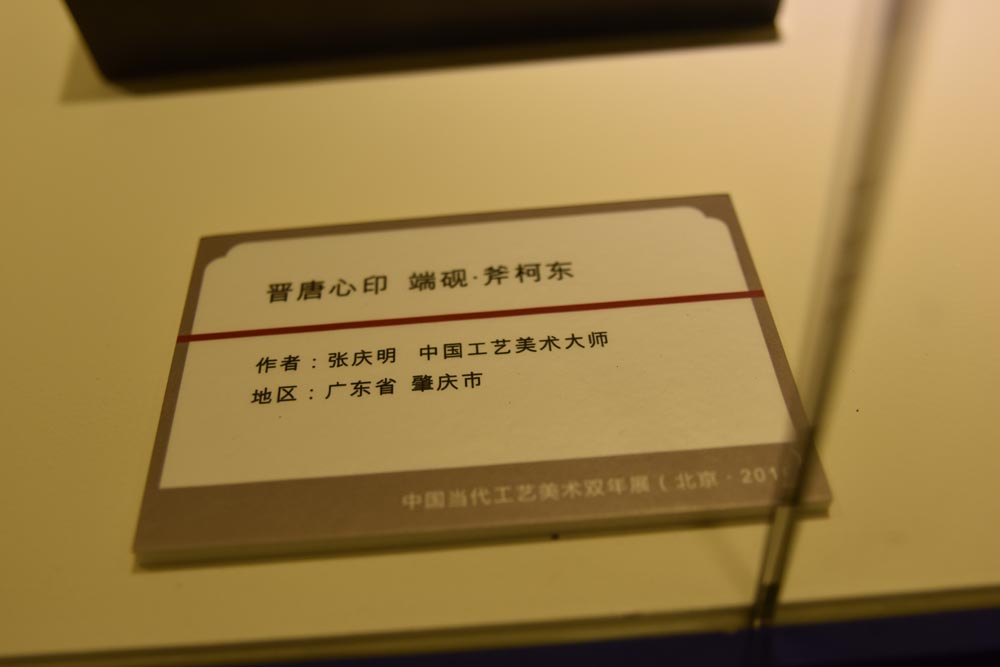 晋唐心印 端砚·斧柯东
作者：张庆明 中国工艺美术大师
地区：广东省 肇庆市
中国当代工艺美术双年展（北京·201